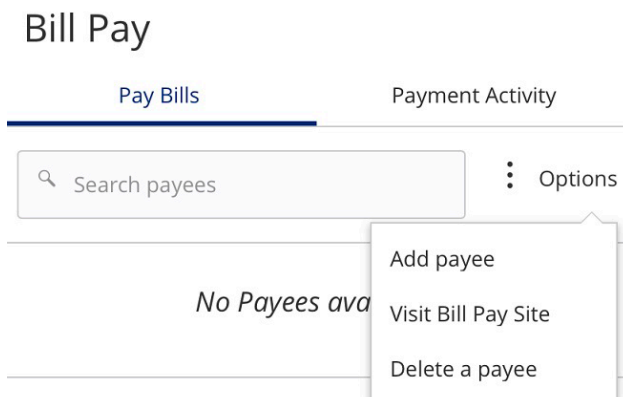 Bill Pay
Pay Bills
Payment Activity
Search payees
Options
Add payee
No Payees
Visit Bill Pay Site
Delete a payee